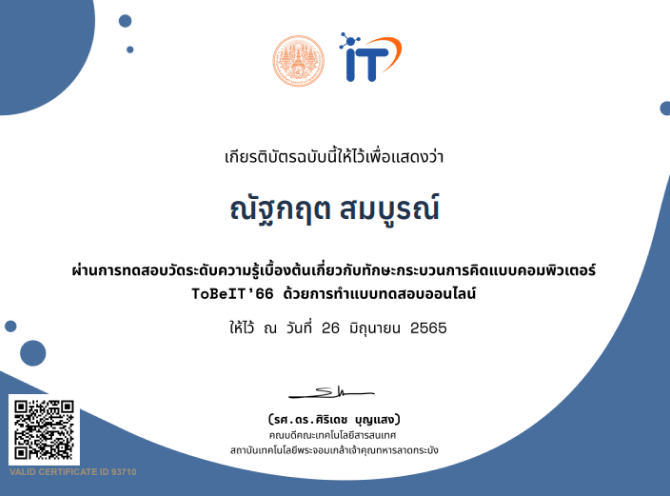 iT
เกียรติบัตรฉบับนี้ให้ไว้เพื่อแสดงว่า
ณัฐกฤต สมบูรณ์
ผ่านการทดสอบวัดระดับความรู้เบื้องต้นเกี่ยวกับทักษะกระบวนการคิดแบบคอมพิวเตอร์
ToBeIT’66 ด้วยการทำแบบทดสอบออนไลน์
ให้ไว้ ณ วันที่ 26 มิถุนายน 2565
(รศ.ดร.ศิริเดช บุญแสง)
คณบดีคณะเทคโนโลยีสารสนเทศ
สถาบันเทคโนโลยีพระจอมเกล้าเจ้าคุณทหารลาดกระบัง
VALID CERTIFICATE ID 93710